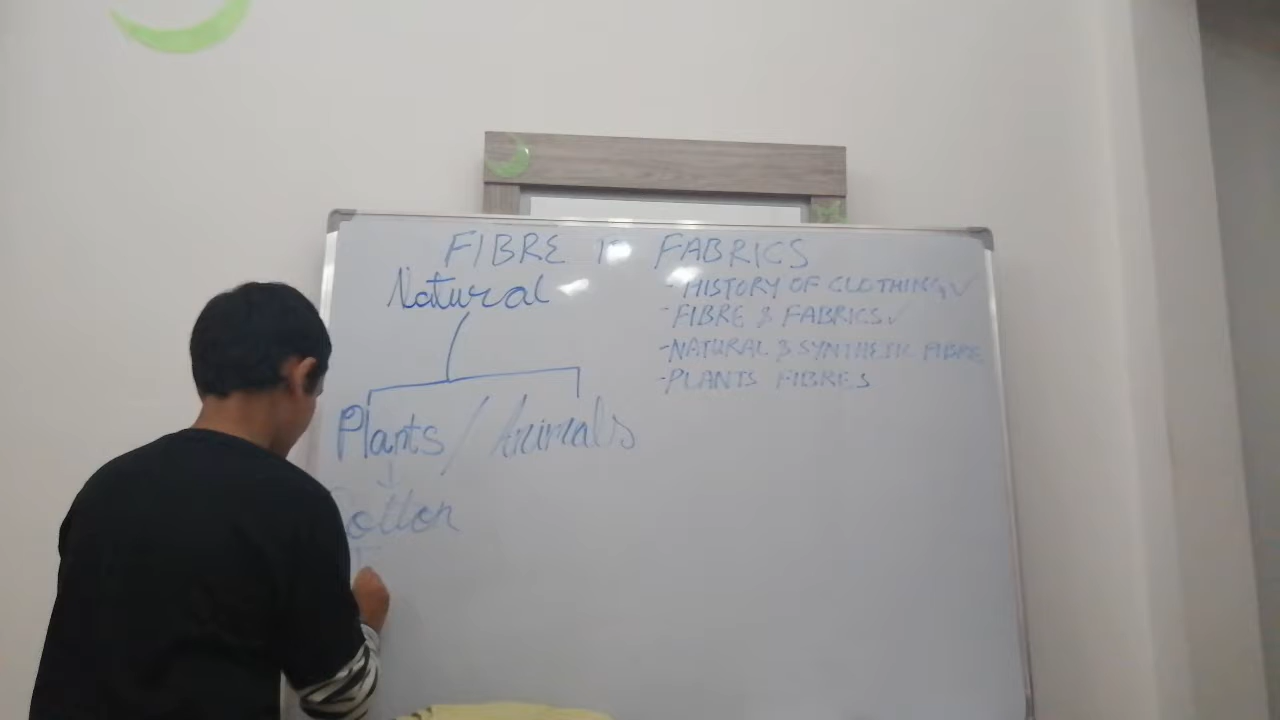 FIBRE TO FABRICS
Natural
Plants / Animals
Cotton
- HISTORY OF CLOTHING ✓
- FIBRE & FABRICS ✓
- NATURAL & SYNTHETIC FIBRE
- PLANTS FIBRES